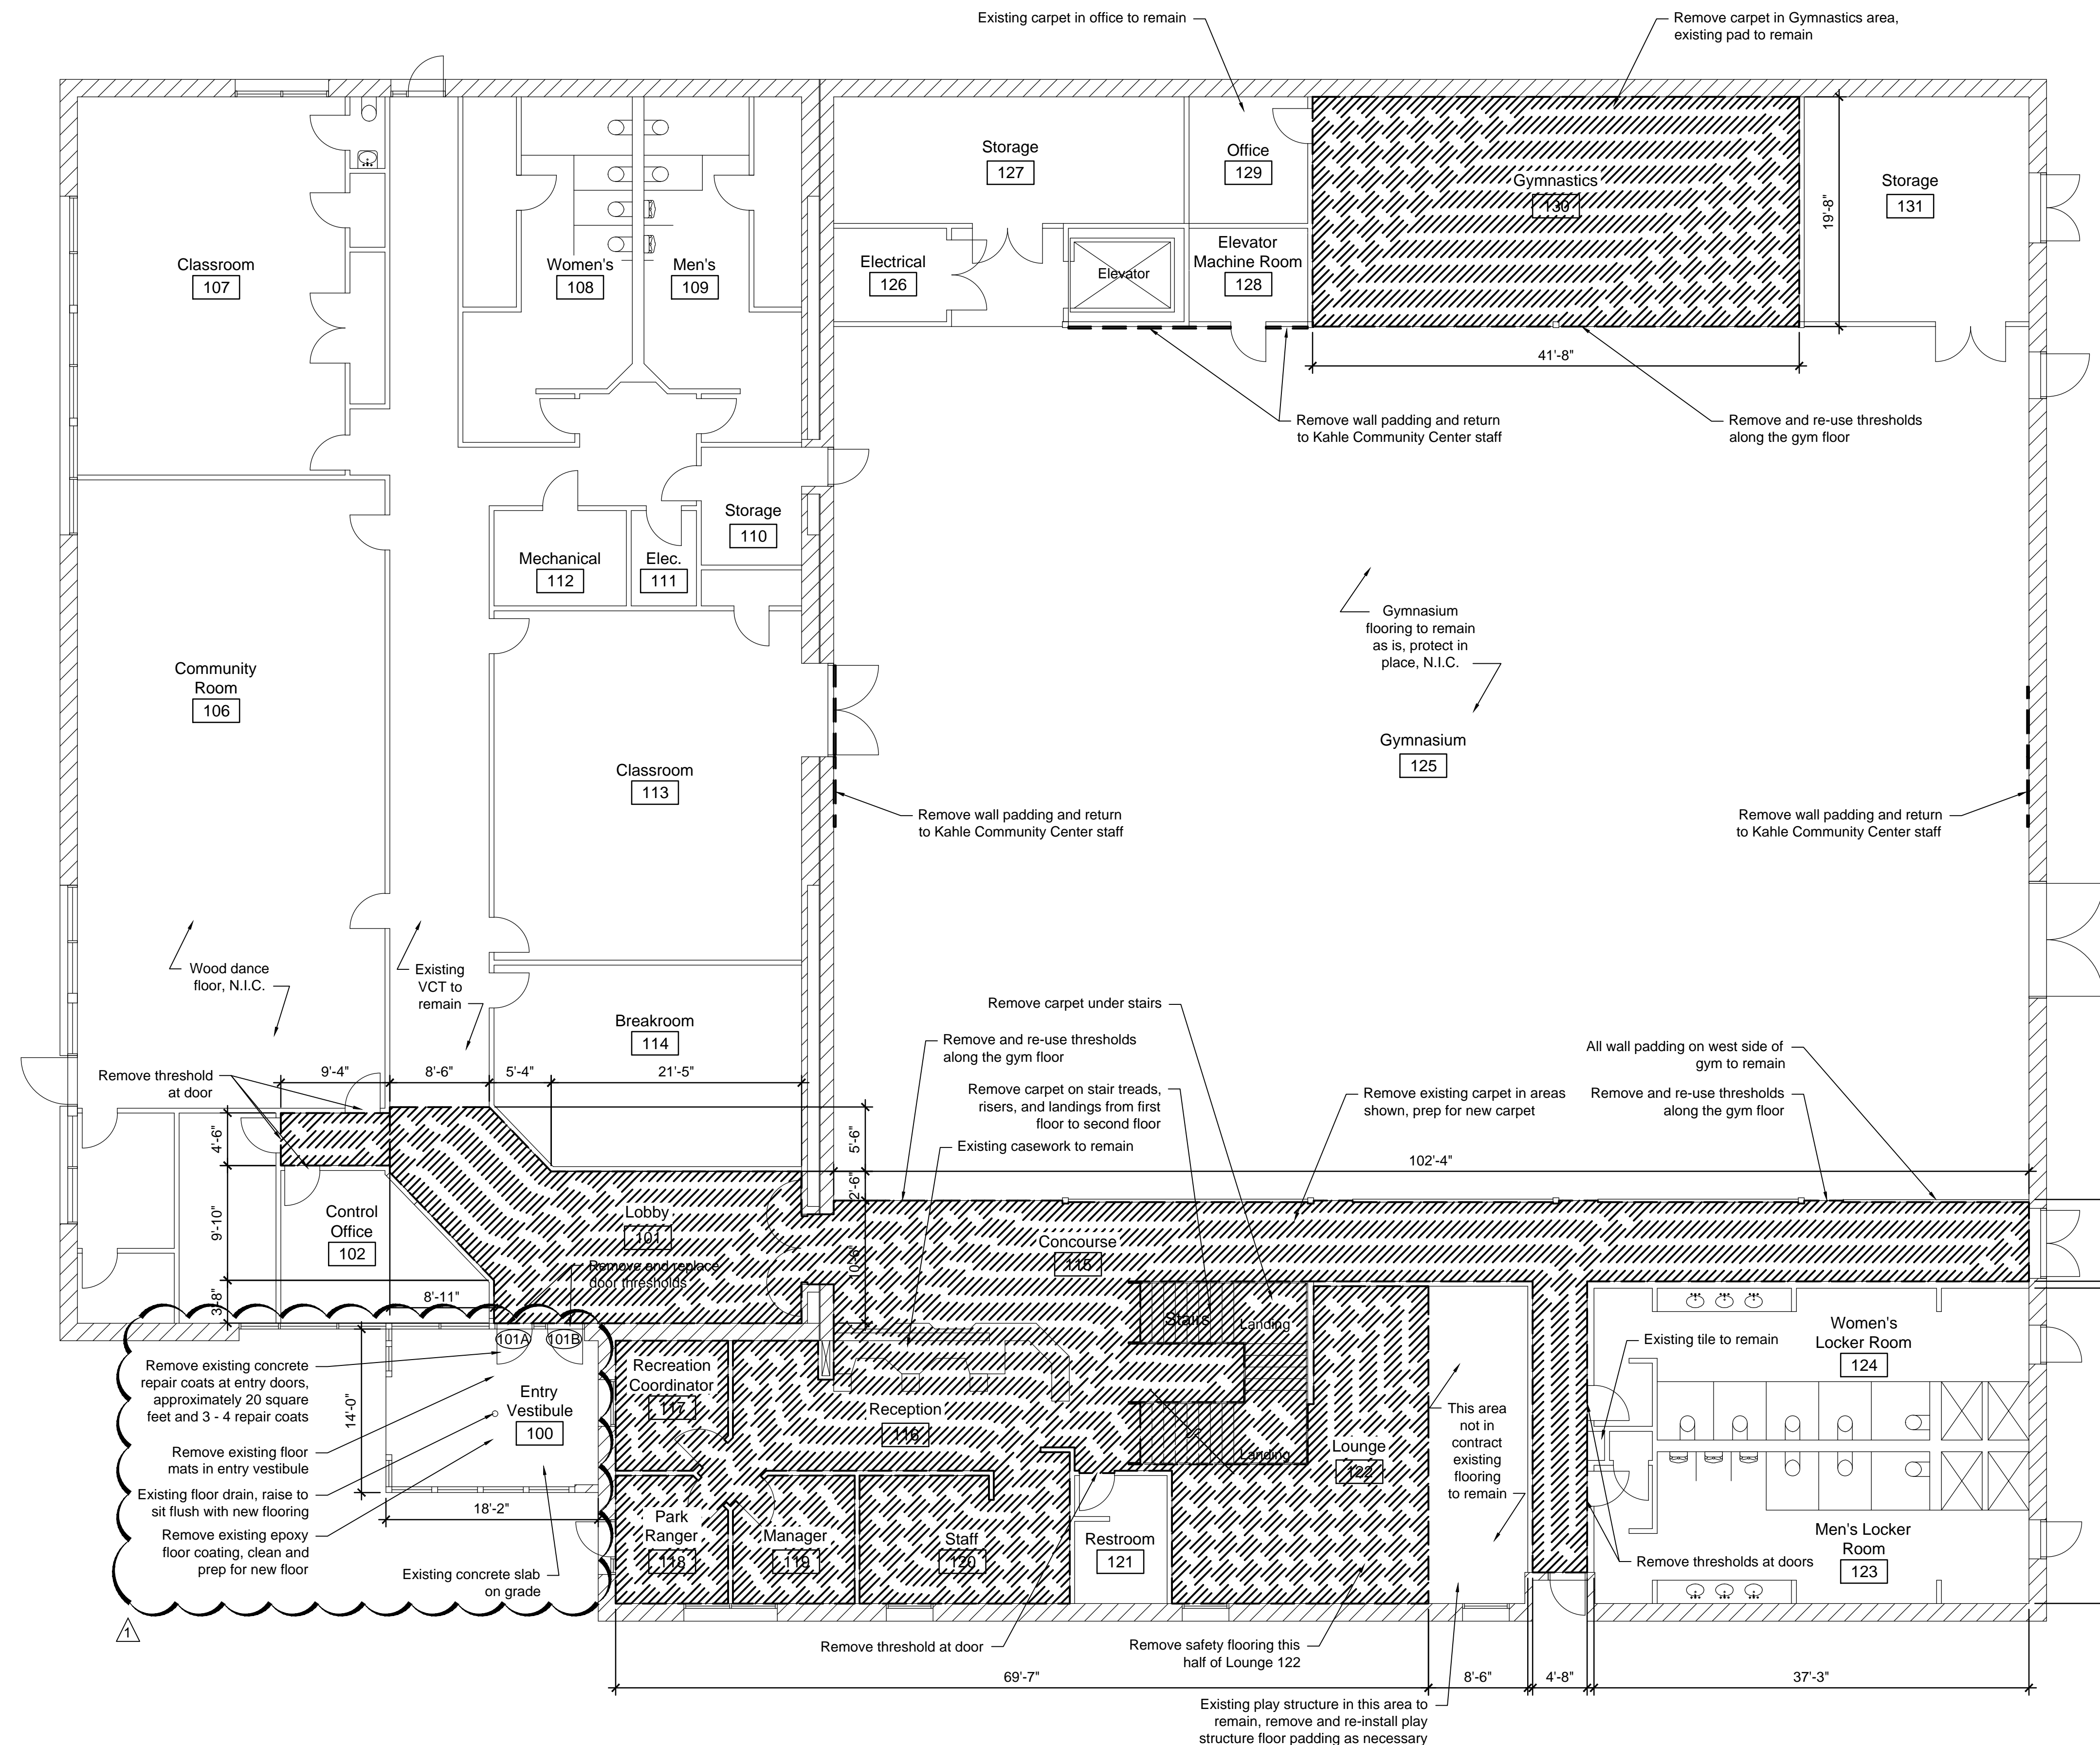 Existing carpet in office to remain
Remove carpet in Gymnastics area,
existing pad to remain
Storage
127
Office
129
Gymnastics
130
Storage
131
19'-8"
Classroom
107
Women's
108
Men's
109
Electrical
126
Elevator
Elevator
Machine Room
128
41'-8"
Remove wall padding and return
to Kahle Community Center staff
Remove and re-use thresholds
along the gym floor
Storage
110
Mechanical
112
Elec.
111
Gymnasium
flooring to remain
as is, protect in
place, N.I.C.
Community
Room
106
Gymnasium
125
Classroom
113
Remove wall padding and return
to Kahle Community Center staff
Remove wall padding and return
to Kahle Community Center staff
Wood dance
floor, N.I.C.
Existing
VCT to
remain
Breakroom
114
Remove carpet under stairs
Remove and re-use thresholds
along the gym floor
All wall padding on west side of
gym to remain
Remove threshold
at door
9'-4"
8'-6"
5'-4"
21'-5"
Remove carpet on stair treads,
risers, and landings from first
floor to second floor
Remove existing carpet in areas
shown, prep for new carpet
Remove and re-use thresholds
along the gym floor
4'-6"
5'-6"
Existing casework to remain
102'-4"
2'-6"
9'-10"
Control
Office
102
Lobby
101
Concourse
115
10'-6"
Remove and replace
door thresholds
3'-8"
8'-11"
101A
101B
Stairs
Landing
Women's
Locker Room
124
Existing tile to remain
Remove existing concrete
repair coats at entry doors,
approximately 20 square
feet and 3 - 4 repair coats
Entry
Vestibule
100
14'-0"
Recreation
Coordinator
117
Reception
116
This area
not in
contract
existing
flooring
to remain
Lounge
122
Landing
Remove existing floor
mats in entry vestibule
Existing floor drain, raise to
sit flush with new flooring
18'-2"
Remove existing epoxy
floor coating, clean and
prep for new floor
Existing concrete slab
on grade
Park
Ranger
118
Manager
119
Staff
120
Restroom
121
Men's Locker
Room
123
Remove thresholds at doors
1
Remove threshold at door
Remove safety flooring this
half of Lounge 122
69'-7"
8'-6"
4'-8"
37'-3"
Existing play structure in this area to
remain, remove and re-install play
structure floor padding as necessary